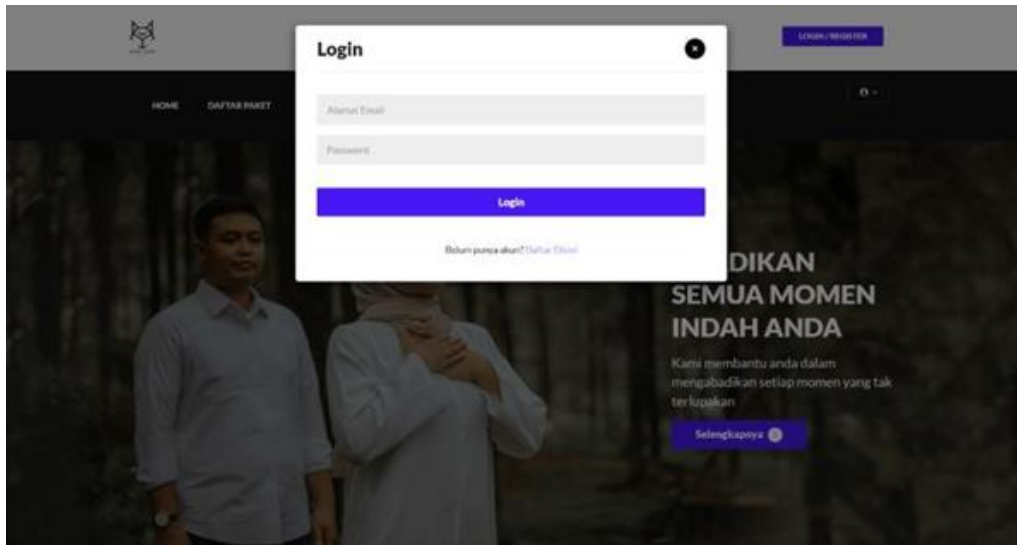 LOGIN / REGISTER
HOME DAFTAR PAKET
Login
Alamat Email
Password
Login
Belum punya akun? Daftar Disini
DIKAN
SEMUA MOMEN
INDAH ANDA
Kami membantu anda dalam
mengabadikan setiap momen yang tak
terlupakan
Selengkapnya